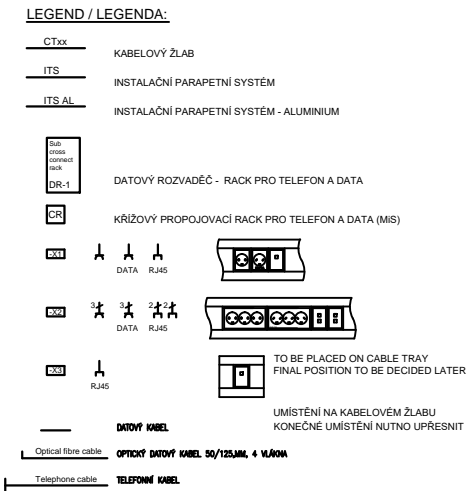 LEGEND / LEGENDA:
CTxx
KABELOVÝ ŽLAB
ITS
INSTALAČNÍ PARAPETNÍ SYSTÉM
ITS AL
INSTALAČNÍ PARAPETNÍ SYSTÉM - ALUMINIUM
Sub
cross
connect
rack
DR-1
DATOVÝ ROZVADĚČ - RACK PRO TELEFON A DATA
CR
KŘÍŽOVÝ PROPOJOVACÍ RACK PRO TELEFON A DATA (MiS)
-X1
DATA RJ45
-X2
3 3 2 2
DATA RJ45
-X3
RJ45
TO BE PLACED ON CABLE TRAY
FINAL POSITION TO BE DECIDED LATER
UMÍSTĚNÍ NA KABELOVÉM ŽLABU
KONEČNÉ UMÍSTĚNÍ NUTNO UPŘESNIT
DATOVÝ KABEL
Optical fibre cable OPTICKÝ DATOVÝ KABEL 50/125,MM, 4 VLÁKNA
Telephone cable TELEFONNÍ KABEL